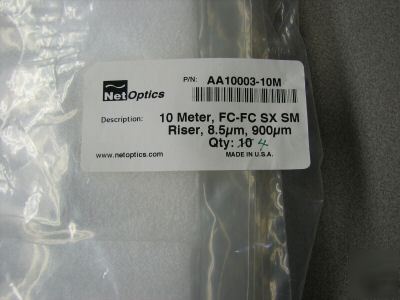 NetOptics
P/N: AA10003-10M
Description: 10 Meter, FC-FC SX SM
Riser, 8.5µm, 900µm
Qty: 10 4
www.netoptics.com MADE IN U.S.A.